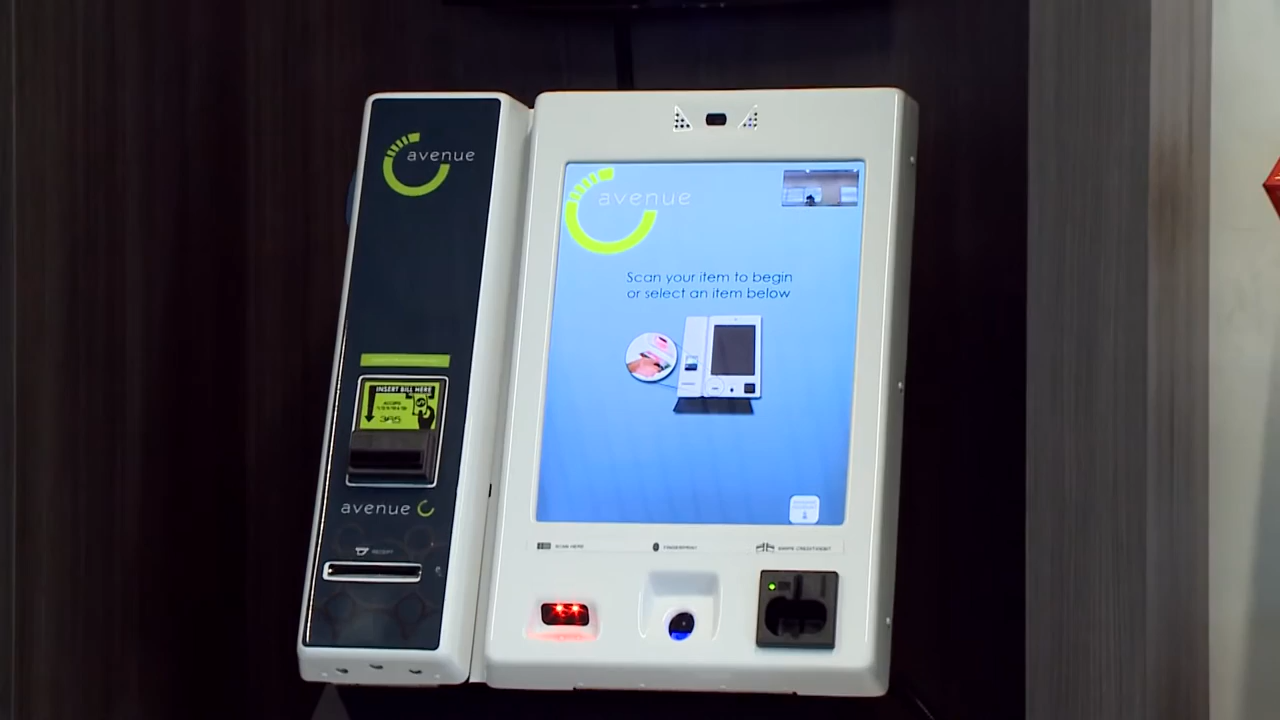 avenue
INSERT BILL HERE
avenue
RECEIPT
avenue
Scan your item to begin
or select an item below
SCAN HERE
FINGERPRINT
SWIPE CREDIT/DEBIT